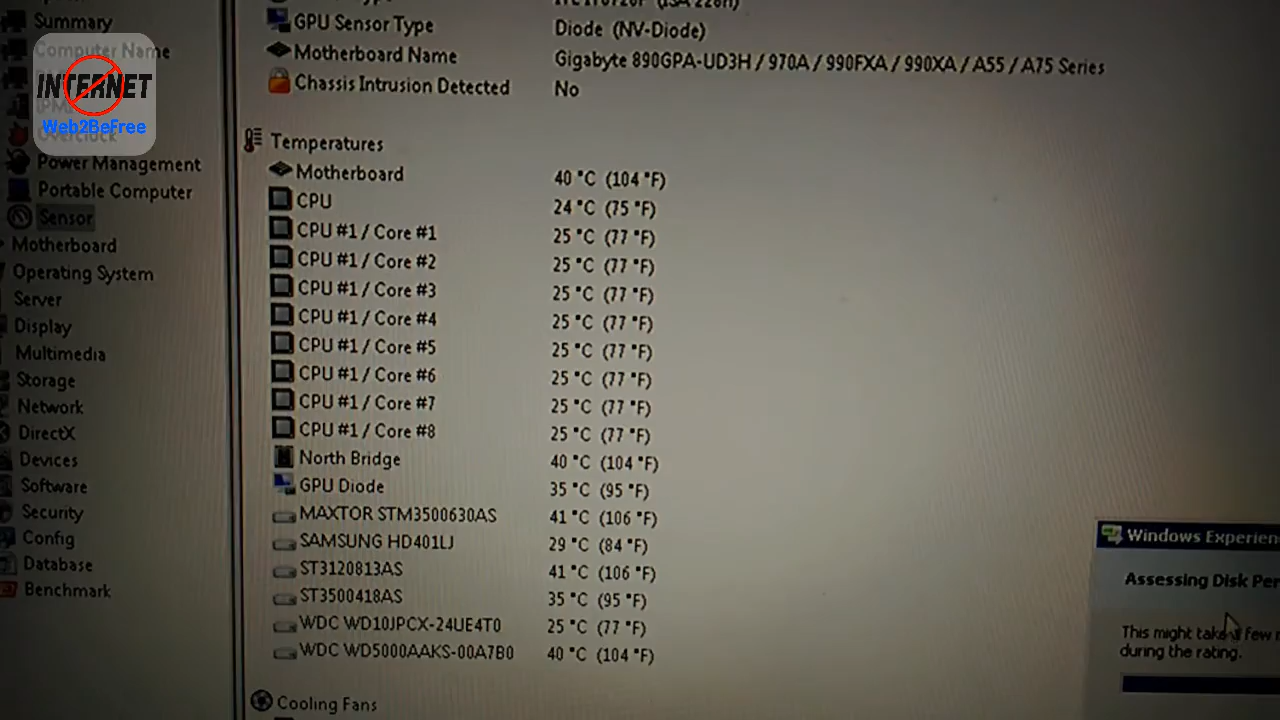 Summary
GPU Sensor Type Diode (NV-Diode)
Computer Name
Motherboard Name Gigabyte 890GPA-UD3H / 970A / 990FXA / 990XA / A55 / A75 Series
INTERNET
Chassis Intrusion Detected No
Web2BeFree
Overclock
Temperatures
Power Management
Motherboard 40 °C (104 °F)
Portable Computer
CPU 24 °C (75 °F)
Sensor
CPU #1 / Core #1 25 °C (77 °F)
Motherboard
CPU #1 / Core #2 25 °C (77 °F)
Operating System
CPU #1 / Core #3 25 °C (77 °F)
Server
CPU #1 / Core #4 25 °C (77 °F)
Display
CPU #1 / Core #5 25 °C (77 °F)
Multimedia
CPU #1 / Core #6 25 °C (77 °F)
Storage
CPU #1 / Core #7 25 °C (77 °F)
Network
CPU #1 / Core #8 25 °C (77 °F)
DirectX
North Bridge 40 °C (104 °F)
Devices
GPU Diode 35 °C (95 °F)
Software
MAXTOR STM3500630AS 41 °C (106 °F)
Security
SAMSUNG HD401LJ 29 °C (84 °F)
Config
ST3120813AS 41 °C (106 °F)
Database
ST3500418AS 35 °C (95 °F)
Benchmark
WDC WD10JPCX-24UE4T0 25 °C (77 °F)
WDC WD5000AAKS-00A7B0 40 °C (104 °F)
Cooling Fans
Windows Experien
Assessing Disk Per
This might take a few
during the rating.